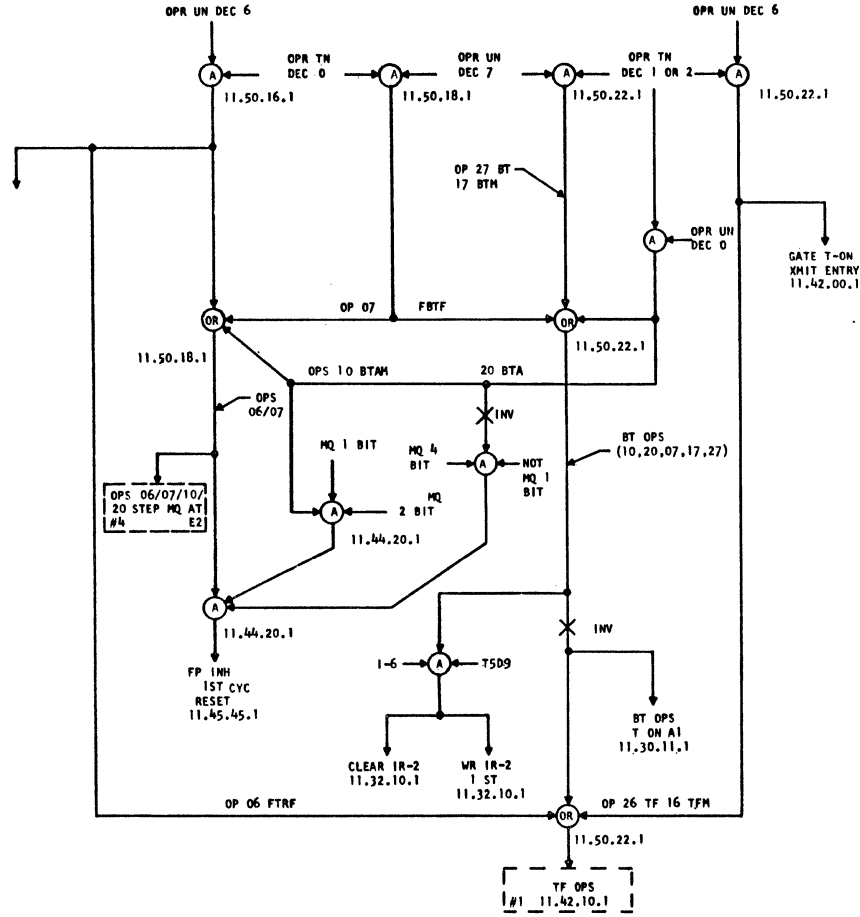 OPR UN DEC 6
OPR UN DEC 6
OPR TN
DEC 0
OPR UN
DEC 7
OPR TN
DEC 1 OR 2
A
A
A
A
11.50.16.1
11.50.18.1
11.50.22.1
11.50.22.1
OP 27 BT
17 BTM
A
OPR UN
DEC 0
GATE T-ON
XMIT ENTRY
11.42.00.1
OP 07
FBTF
OR
OR
11.50.18.1
11.50.22.1
OPS 10 BTAM
20 BTA
OPS
06/07
INV
MQ 1 BIT
MQ 4
BIT
A
NOT
MQ 1
BIT
BT OPS
(10,20,07,17,27)
OPS 06/07/10/
20 STEP MQ AT
#4 E2
A
MQ
2 BIT
11.44.20.1
A
11.44.20.1
INV
FP INH
1ST CYC
RESET
11.45.45.1
I-6
A
T5D9
BT OPS
T ON A1
11.30.11.1
CLEAR IR-2
11.32.10.1
WR IR-2
1 ST
11.32.10.1
OP 06 FTRF
OR
OP 26 TF 16 TFM
11.50.22.1
TF OPS
#1 11.42.10.1